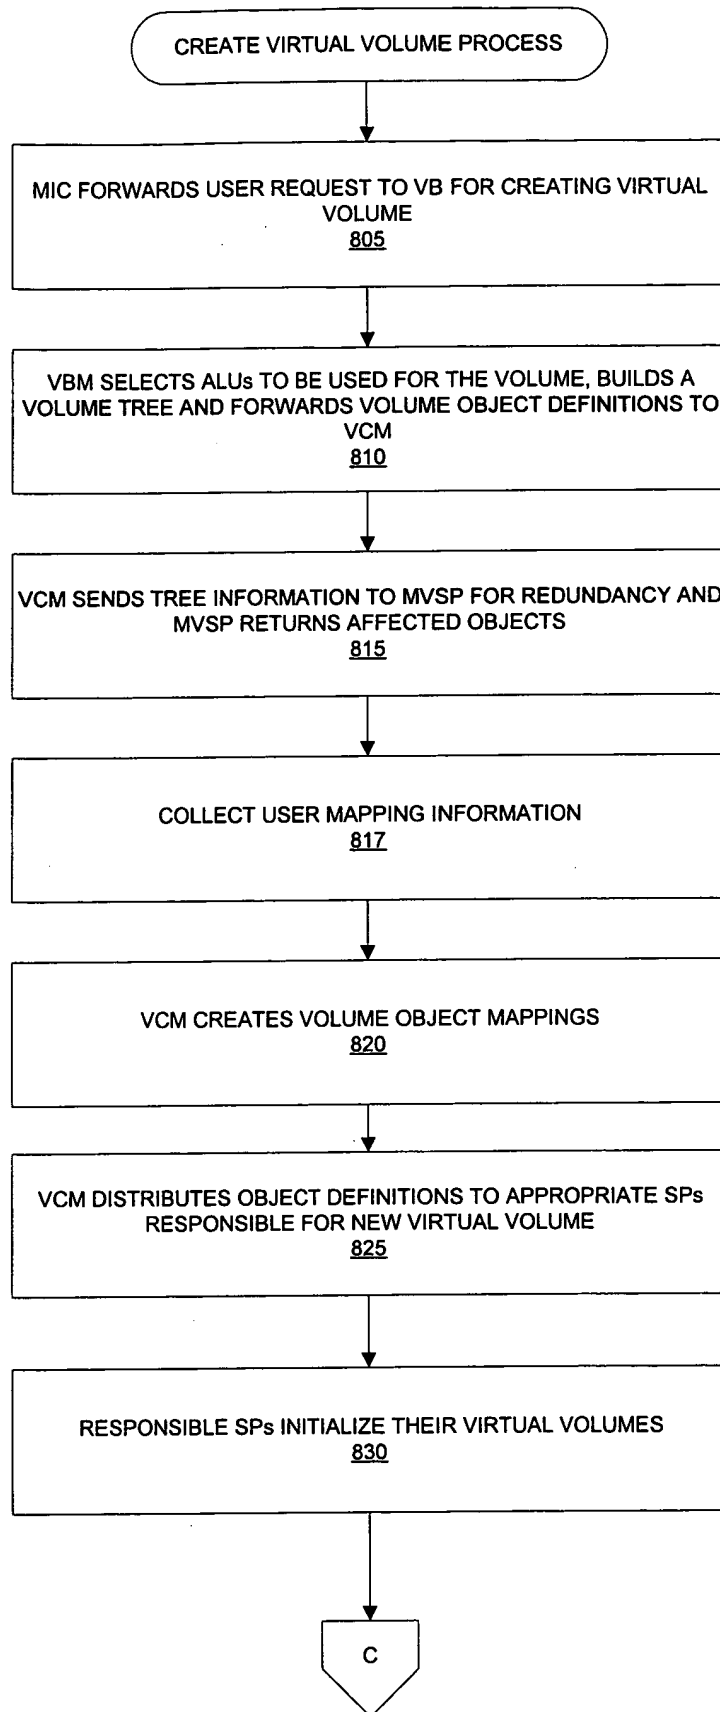 CREATE VIRTUAL VOLUME PROCESS
MIC FORWARDS USER REQUEST TO VB FOR CREATING VIRTUAL
VOLUME
805
VBM SELECTS ALUs TO BE USED FOR THE VOLUME, BUILDS A
VOLUME TREE AND FORWARDS VOLUME OBJECT DEFINITIONS TO
VCM
810
VCM SENDS TREE INFORMATION TO MVSP FOR REDUNDANCY AND
MVSP RETURNS AFFECTED OBJECTS
815
COLLECT USER MAPPING INFORMATION
817
VCM CREATES VOLUME OBJECT MAPPINGS
820
VCM DISTRIBUTES OBJECT DEFINITIONS TO APPROPRIATE SPs
RESPONSIBLE FOR NEW VIRTUAL VOLUME
825
RESPONSIBLE SPs INITIALIZE THEIR VIRTUAL VOLUMES
830
C